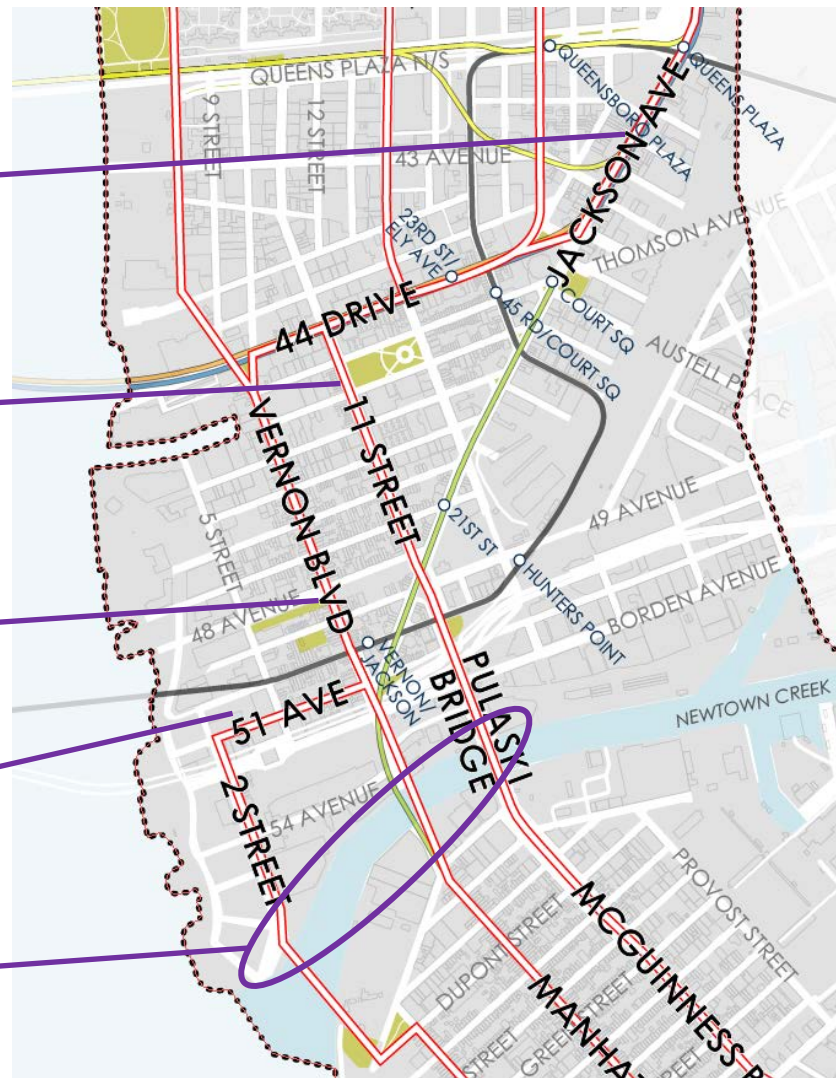 QUEENS PLAZA N/S
QUEENSBORO PLAZA
QUEENS PLAZA
9 STREET
12 STREET
43 AVENUE
JACKSON AVE
23RD ST/
ELY AVE
THOMSON AVENUE
COURT SQ
45 RD/COURT SQ
44 DRIVE
AUSTELL PLACE
VERNON BLVD
11 STREET
21ST ST
49 AVENUE
5 STREET
HUNTERS POINT
48 AVENUE
BORDEN AVENUE
VERNON/
JACKSON
PULASKI
BRIDGE
51 AVE
NEWTOWN CREEK
2 STREET
54 AVENUE
PROVOST STREET
MCGUINNESS
DUPONT STREET
MANHA
GREE
STREET
STREET